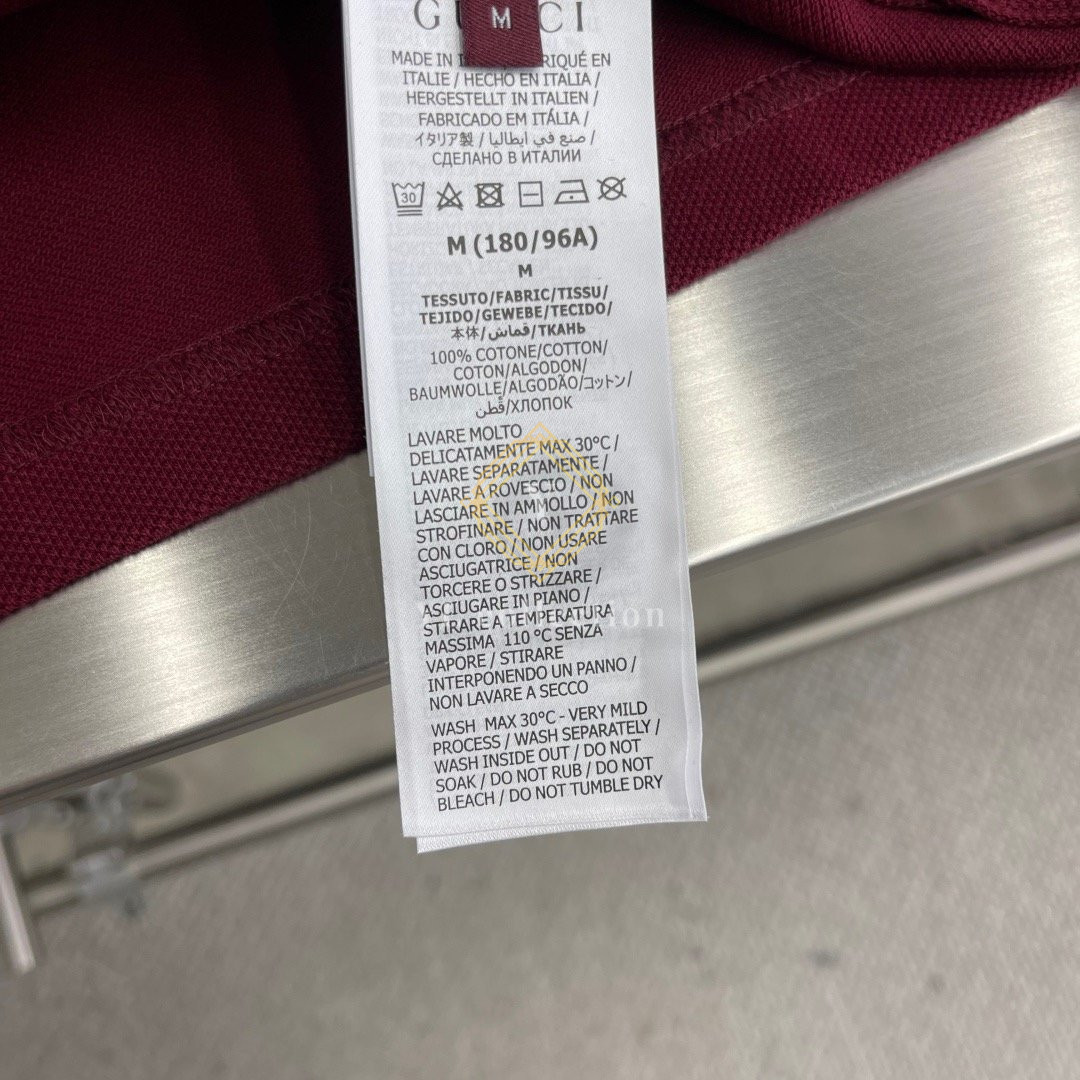 GUCCI
M
MADE IN I RIQUÉ EN
ITALIE / HECHO EN ITALIA /
HERGESTELLT IN ITALIEN /
FABRICADO EM ITÁLIA /
イタリア製 / صنع في ايطاليا /
СДЕЛАНО В ИТАЛИИ
30
M (180/96A)
M
TESSUTO/FABRIC/TISSU/
TEJIDO/GEWEBE/TECIDO/
本体/قماش/ТКАНЬ
100% COTONE/COTTON/
COTON/ALGODON/
BAUMWOLLE/ALGODÃO/コットン/
قطن/ХЛОПОК
LAVARE MOLTO
DELICATAMENTE MAX 30°C /
LAVARE SEPARATAMENTE /
LAVARE A ROVESCIO / NON
LASCIARE IN AMMOLLO / NON
STROFINARE / NON TRATTARE
CON CLORO / NON USARE
ASCIUGATRICE / NON
TORCERE O STRIZZARE /
ASCIUGARE IN PIANO /
STIRARE A TEMPERATURA
MASSIMA 110 °C SENZA
VAPORE / STIRARE
INTERPONENDO UN PANNO /
NON LAVARE A SECCO
WASH MAX 30°C - VERY MILD
PROCESS / WASH SEPARATELY /
WASH INSIDE OUT / DO NOT
SOAK / DO NOT RUB / DO NOT
BLEACH / DO NOT TUMBLE DRY